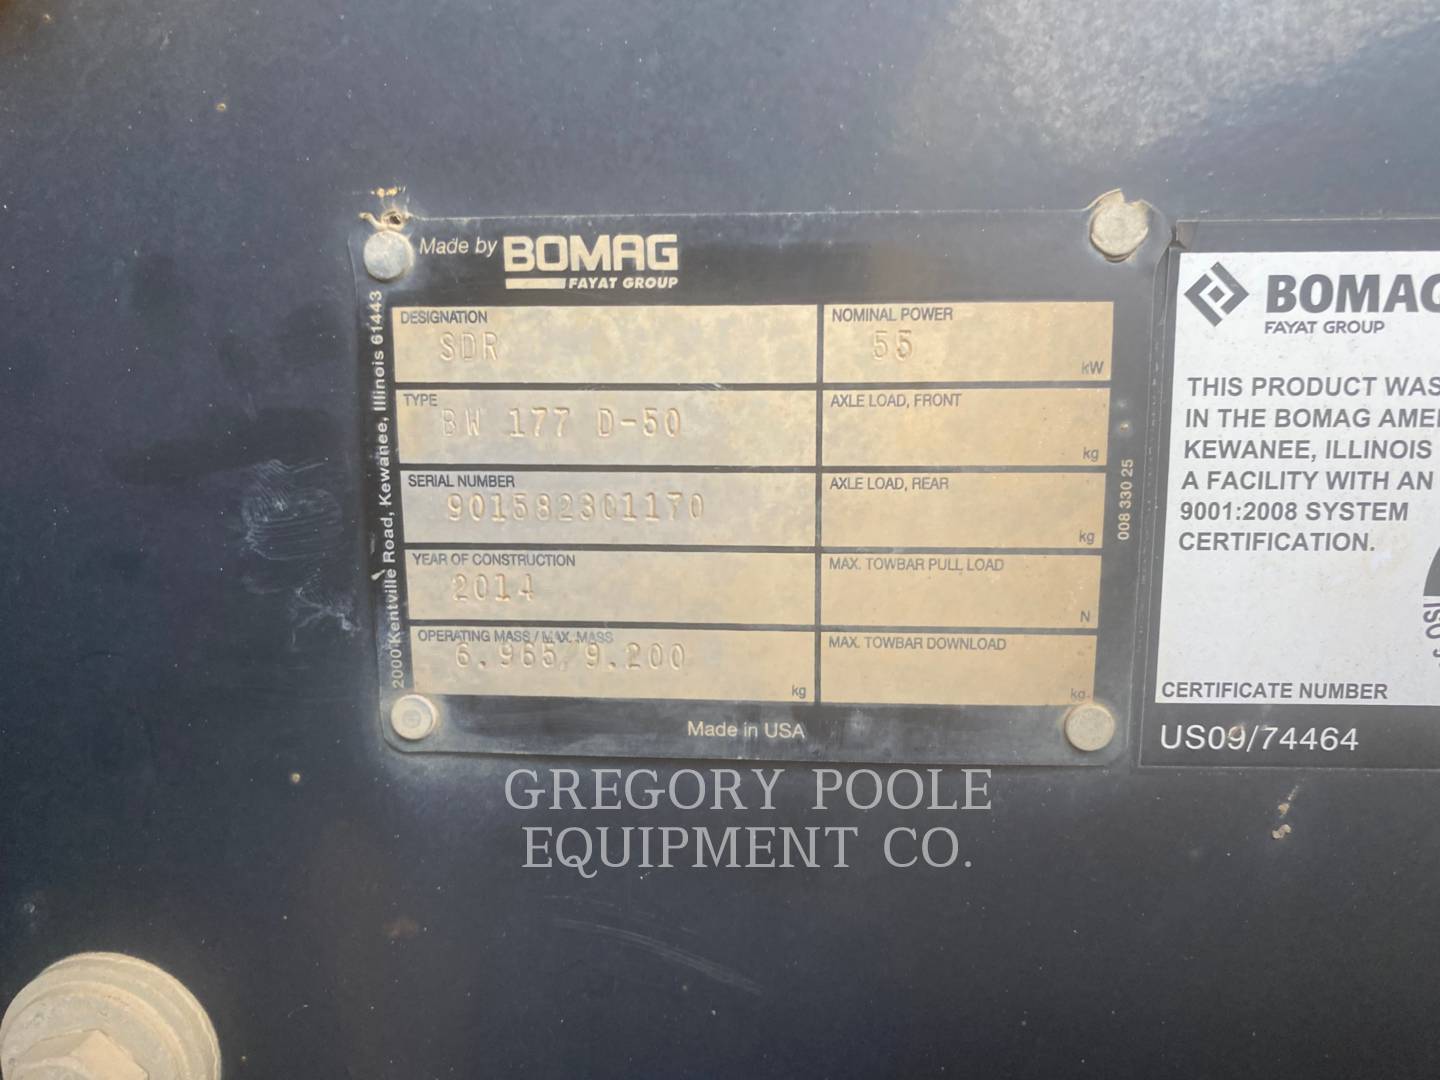 Made by BOMAG
FAYAT GROUP
2000 Kentville Road, Kewanee, Illinois 61443
DESIGNATION
SDR
TYPE
BW 177 D-50
SERIAL NUMBER
901582301170
YEAR OF CONSTRUCTION
2014
OPERATING MASS / MAX. MASS
6.965/9.200
kg
NOMINAL POWER
55
kW
AXLE LOAD, FRONT
kg
AXLE LOAD, REAR
kg
MAX. TOWBAR PULL LOAD
N
MAX. TOWBAR DOWNLOAD
kg
008 330 25
Made in USA
BOMAG
FAYAT GROUP
THIS PRODUCT WAS
IN THE BOMAG
KEWANEE, ILLINOIS
A FACILITY WITH AN
9001:2008 SYSTEM
CERTIFICATION.
ISO
CERTIFICATE NUMBER
US09/74464
GREGORY POOLE
EQUIPMENT CO.